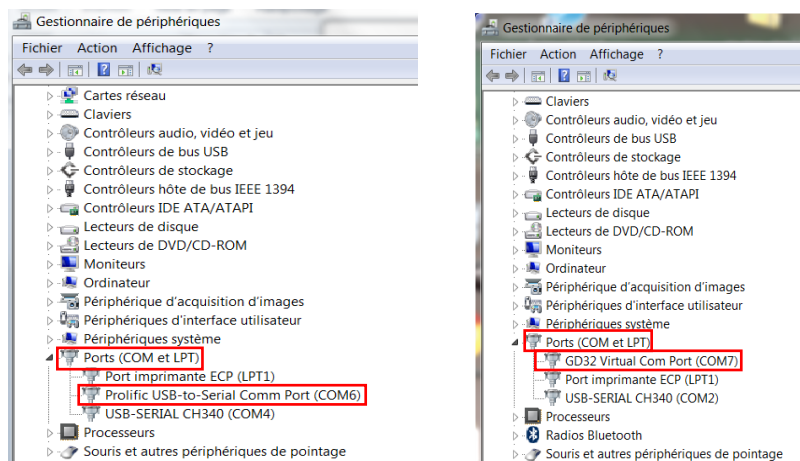 Gestionnaire de périphériques
Fichier Action Affichage ?
Cartes réseau
Claviers
Contrôleurs audio, vidéo et jeu
Contrôleurs de bus USB
Contrôleurs de stockage
Contrôleurs hôte de bus IEEE 1394
Contrôleurs IDE ATA/ATAPI
Lecteurs de disque
Lecteurs de DVD/CD-ROM
Moniteurs
Ordinateur
Périphérique d'acquisition d'images
Périphériques d'interface utilisateur
Périphériques système
Ports (COM et LPT)
Port imprimante ECP (LPT1)
Prolific USB-to-Serial Comm Port (COM6)
USB-SERIAL CH340 (COM4)
Processeurs
Souris et autres périphériques de pointage
Gestionnaire de périphériques
Fichier Action Affichage ?
Claviers
Contrôleurs audio, vidéo et jeu
Contrôleurs de bus USB
Contrôleurs de stockage
Contrôleurs hôte de bus IEEE 1394
Contrôleurs IDE ATA/ATAPI
Lecteurs de disque
Lecteurs de DVD/CD-ROM
Moniteurs
Ordinateur
Périphérique d'acquisition d'images
Périphériques d'interface utilisateur
Périphériques système
Ports (COM et LPT)
GD32 Virtual Com Port (COM7)
Port imprimante ECP (LPT1)
USB-SERIAL CH340 (COM2)
Processeurs
Radios Bluetooth
Souris et autres périphériques de pointage